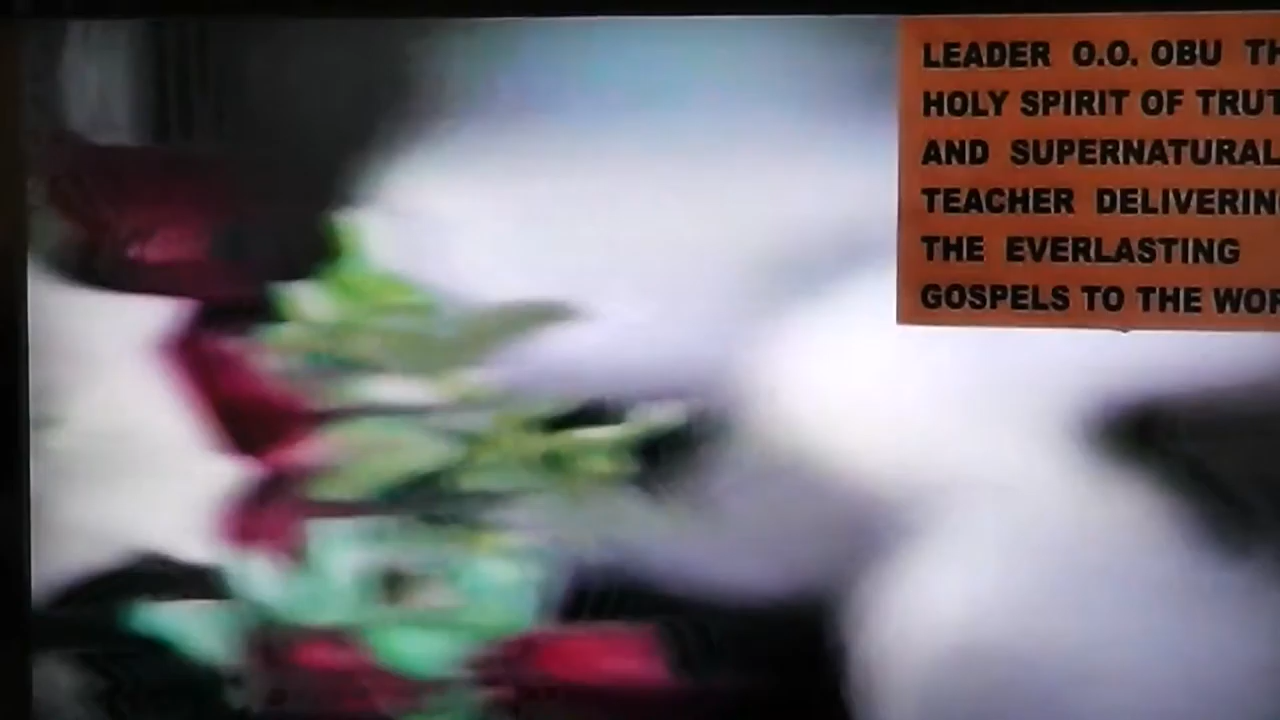 LEADER O.O. OBU TH
HOLY SPIRIT OF TRUT
AND SUPERNATURAL
TEACHER DELIVERIN
THE EVERLASTING
GOSPELS TO THE WOR